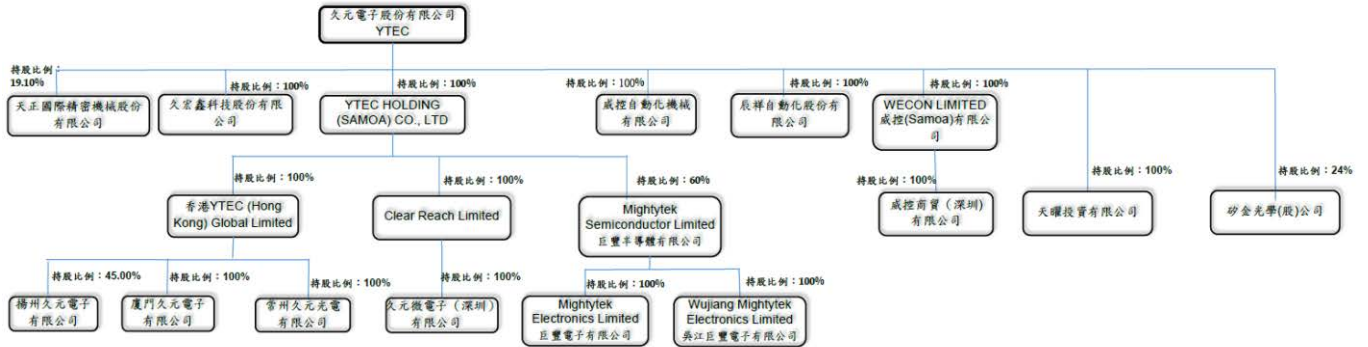 久元電子股份有限公司
YTEC
持股比例：
19.10%
持股比例：100%
持股比例：100%
持股比例：100%
持股比例：100%
持股比例：100%
天正國際精密機械股份
有限公司
久宏鑫科技股份有限
公司
YTEC HOLDING
(SAMOA) CO., LTD
威控自動化機械
有限公司
辰祥自動化股份有
限公司
WECON LIMITED
威控(Samoa)有限公
司
持股比例：100%
持股比例：100%
持股比例：60%
持股比例：100%
持股比例：100%
持股比例：24%
香港YTEC (Hong
Kong) Global Limited
Clear Reach Limited
Mightytek
Semiconductor Limited
巨豐半導體有限公司
威控商貿（深圳)
有限公司
天曜投資有限公司
矽金光學(股)公司
持股比例：45.00%
持股比例：100%
持股比例：100%
持股比例：100%
持股比例：100%
持股比例：100%
揚州久元電子
有限公司
廈門久元電子
有限公司
常州久元光電
有限公司
久元微電子（深圳）
有限公司
Mightytek
Electronics Limited
巨豐電子有限公司
Wujiang Mightytek
Electronics Limited
吳江巨豐電子有限公司